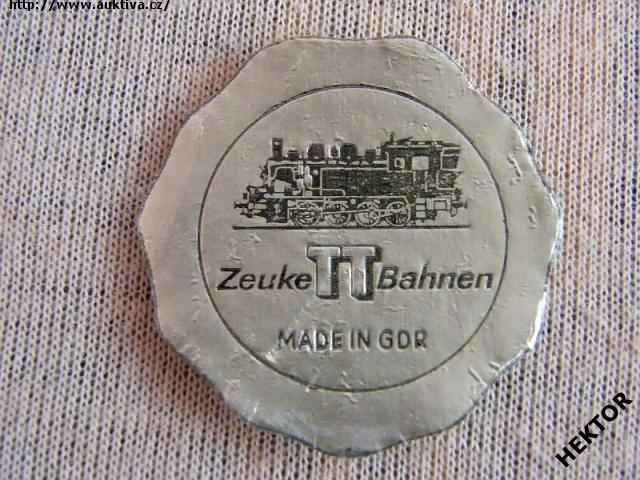 http://www.auktiva.cz/
Zeuke TT Bahnen
MADE IN GDR
HEKTOR